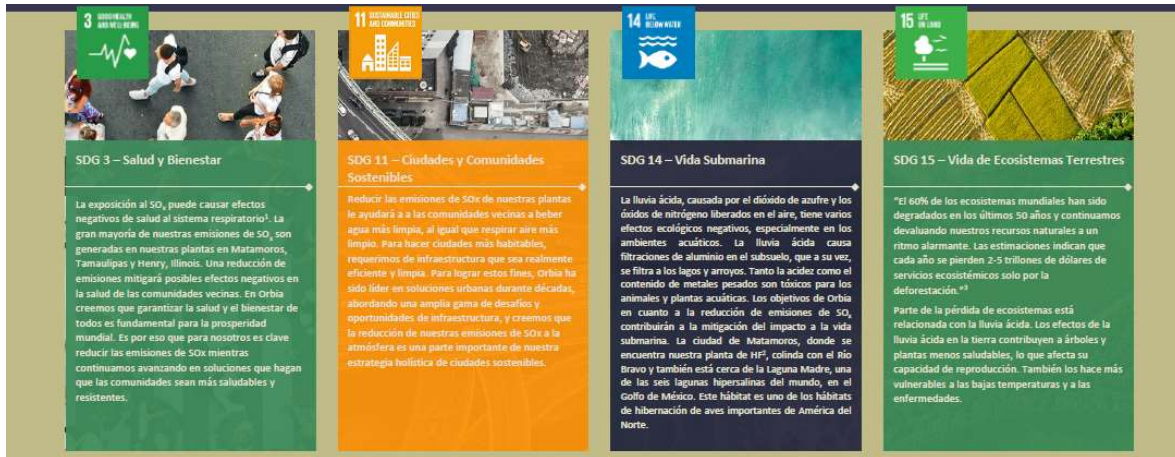 3 GOOD HEALTH
AND WELL-BEING
SDG 3 – Salud y Bienestar
La exposición al SOx puede causar efectos
negativos de salud al sistema respiratorio¹. La
gran mayoría de nuestras emisiones de SOx son
generadas en nuestras plantas en Matamoros,
Tamaulipas y Henry, Illinois. Una reducción de
emisiones mitigará posibles efectos negativos en
la salud de las comunidades vecinas. En Orbia
creemos que garantizar la salud y el bienestar de
todos es fundamental para la prosperidad
mundial. Es por eso que para nosotros es clave
reducir las emisiones de SOx mientras
continuamos avanzando en soluciones que hagan
que las comunidades sean más saludables y
resistentes.
11 SUSTAINABLE CITIES
AND COMMUNITIES
SDG 11 – Ciudades y Comunidades
Sostenibles
Reducir las emisiones de SOx de nuestras plantas
le ayudará a a las comunidades vecinas a beber
agua más limpia, al igual que respirar aire más
limpio. Para hacer ciudades más habitables,
requerimos de infraestructura que sea realmente
eficiente y limpia. Para lograr estos fines, Orbia ha
sido líder en soluciones urbanas durante décadas,
abordando una amplia gama de desafíos y
oportunidades de infraestructura, y creemos que
la reducción de nuestras emisiones de SOx a la
atmósfera es una parte importante de nuestra
estrategia holística de ciudades sostenibles.
14 LIFE
BELOW WATER
SDG 14 – Vida Submarina
La lluvia ácida, causada por el dióxido de azufre y los
óxidos de nitrógeno liberados en el aire, tiene varios
efectos ecológicos negativos, especialmente en los
ambientes acuáticos. La lluvia ácida causa
filtraciones de aluminio en el subsuelo, que a su vez,
se filtra a los lagos y arroyos. Tanto la acidez como el
contenido de metales pesados son tóxicos para los
animales y plantas acuáticas. Los objetivos de Orbia
en cuanto a la reducción de emisiones de SOx
contribuirán a la mitigación del impacto a la vida
submarina. La ciudad de Matamoros, donde se
encuentra nuestra planta de HF², colinda con el Río
Bravo y también está cerca de la Laguna Madre, una
de las seis lagunas hipersalinas del mundo, en el
Golfo de México. Este hábitat es uno de los hábitats
de hibernación de aves importantes de América del
Norte.
15 LIFE
ON LAND
SDG 15 – Vida de Ecosistemas Terrestres
"El 60% de los ecosistemas mundiales han sido
degradados en los últimos 50 años y continuamos
devaluando nuestros recursos naturales a un
ritmo alarmante. Las estimaciones indican que
cada año se pierden 2-5 trillones de dólares de
servicios ecosistémicos solo por la
deforestación."³
Parte de la pérdida de ecosistemas está
relacionada con la lluvia ácida. Los efectos de la
lluvia ácida en la tierra contribuyen a árboles y
plantas menos saludables, lo que afecta su
capacidad de reproducción. También los hace más
vulnerables a las bajas temperaturas y a las
enfermedades.